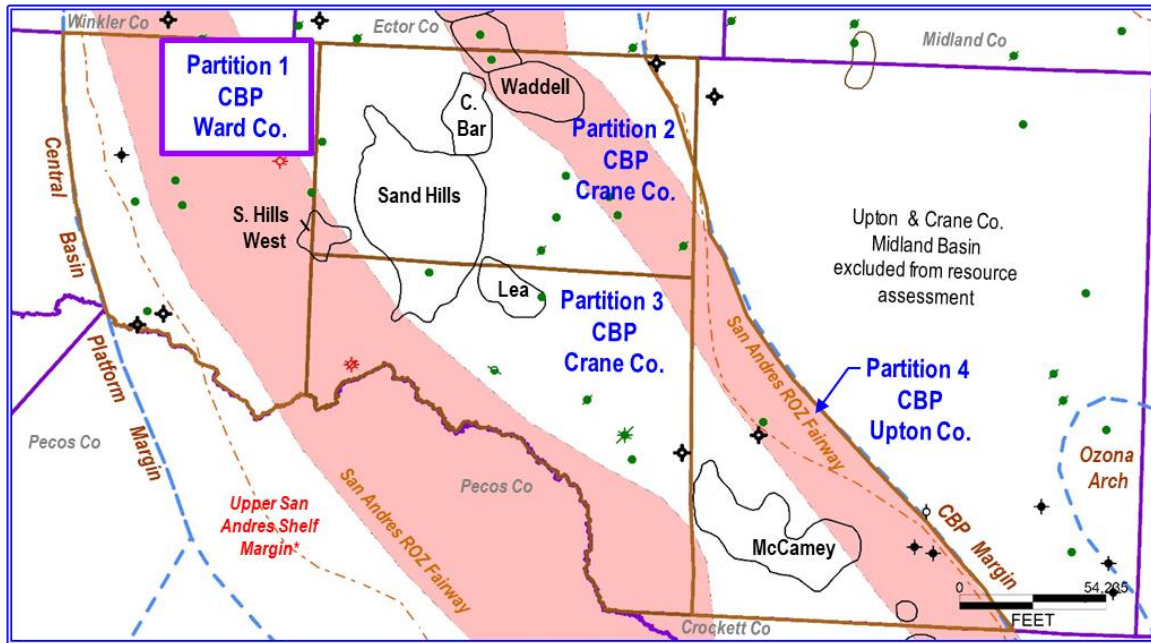 Winkler Co
Ector Co
Midland Co
Partition 1
CBP
Ward Co.
C.
Bar
Waddell
Partition 2
CBP
Crane Co.
Central Basin Platform Margin
Sand Hills
S. Hills
West
Upton & Crane Co.
Midland Basin
excluded from resource
assessment
Lea
Partition 3
CBP
Crane Co.
San Andres ROZ Fairway
Partition 4
CBP
Upton Co.
Pecos Co
Upper San
Andres Shelf
Margin*
San Andres ROZ Fairway
Pecos Co
McCamey
CBP Margin
Ozona
Arch
0
54,235
FEET
Crockett Co